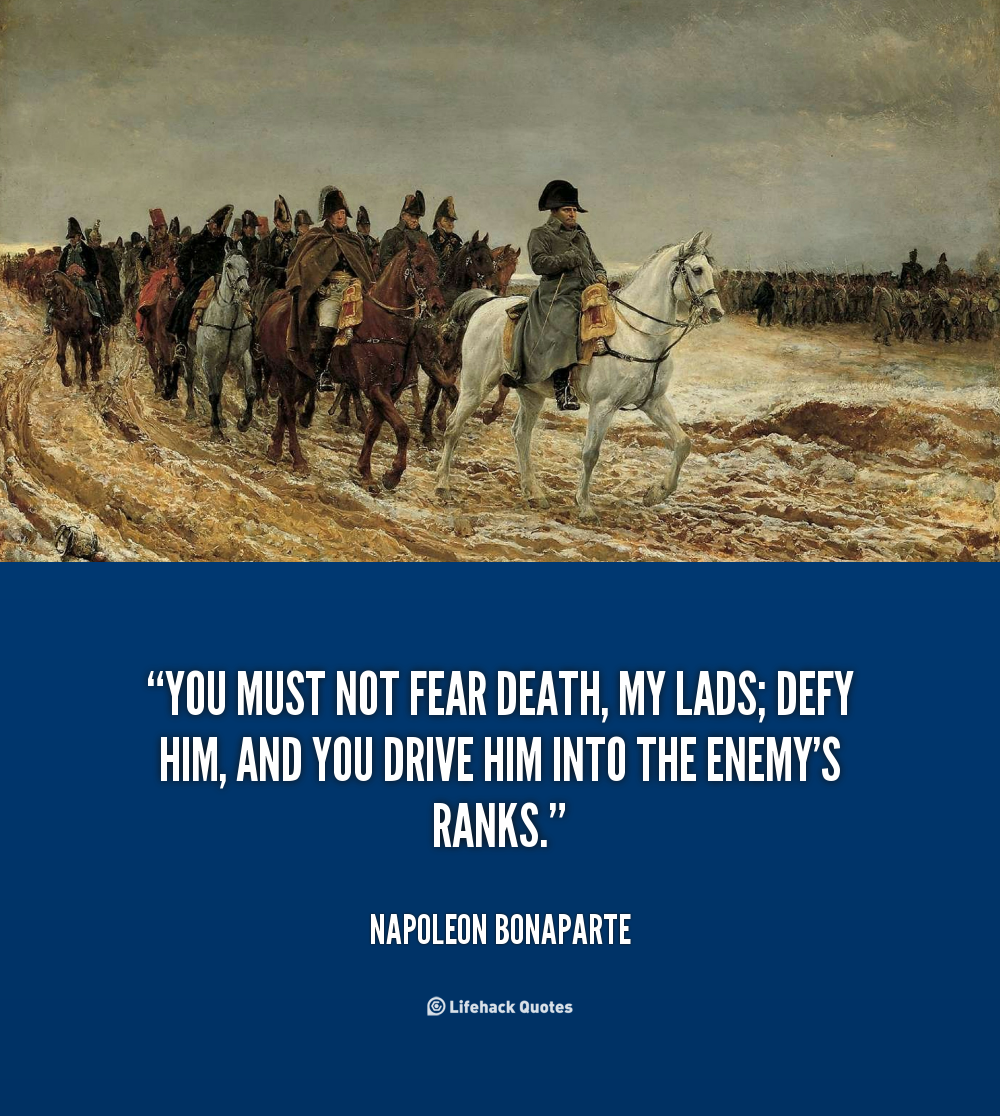 “YOU MUST NOT FEAR DEATH, MY LADS; DEFY
HIM, AND YOU DRIVE HIM INTO THE ENEMY’S
RANKS.”
NAPOLEON BONAPARTE
Lifehack Quotes